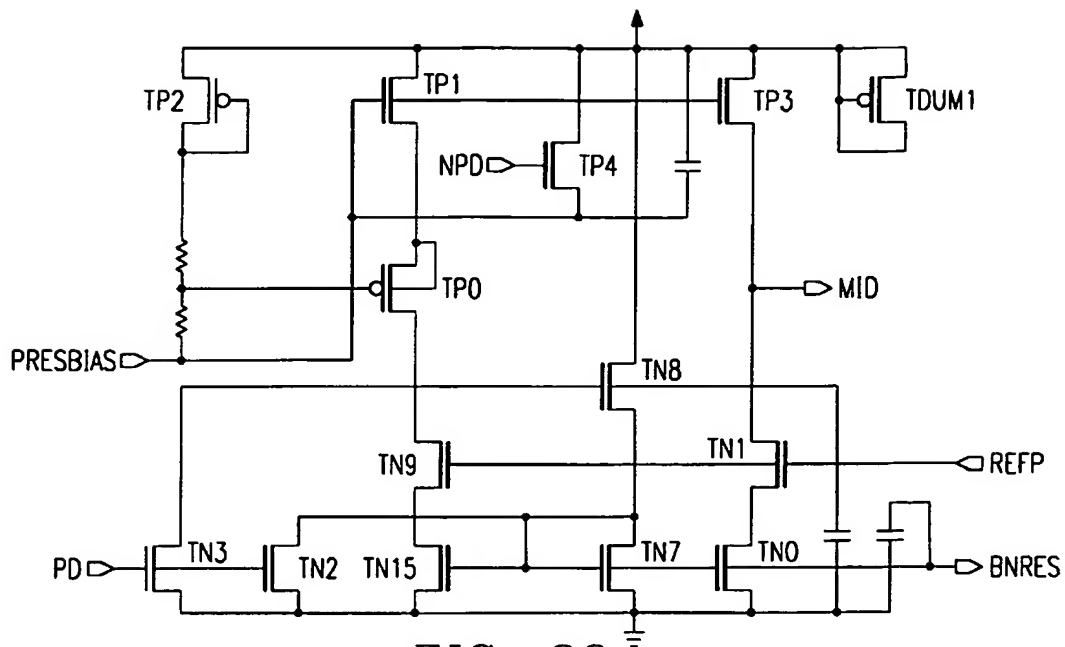 TP2
TP1
TP3
TDUM1
NPD
TP4
TP0
MID
PRESBIAS
TN8
TN9
TN1
REFP
PD
TN3
TN2
TN15
TN7
TN0
BNRES